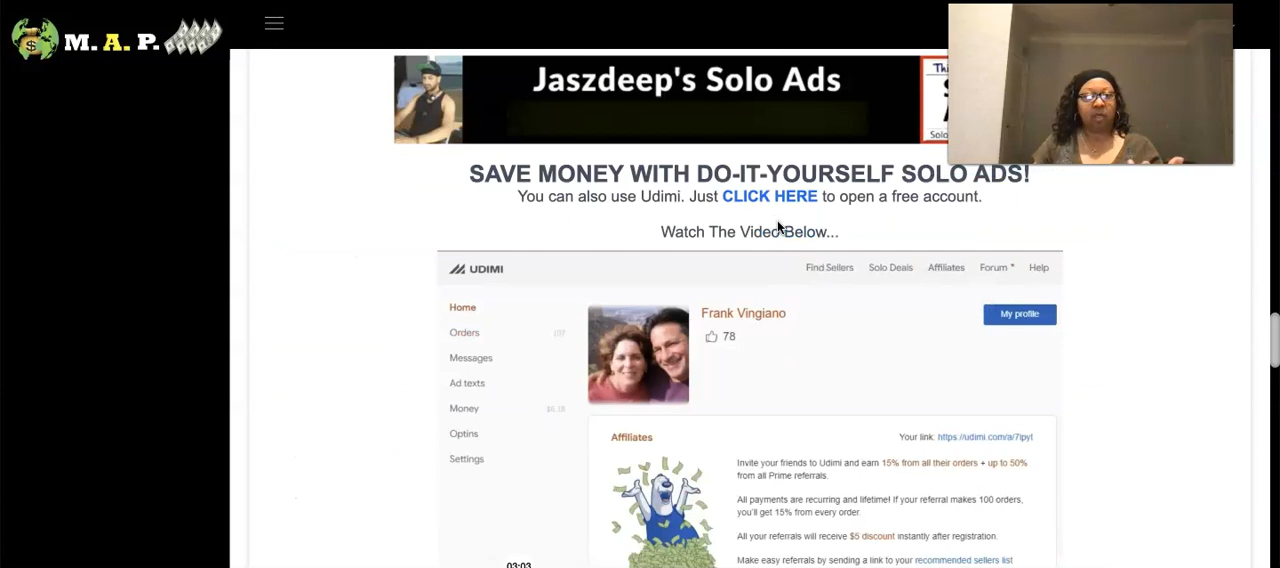 M. A. P.
Jaszdeep's Solo Ads
SAVE MONEY WITH DO-IT-YOURSELF SOLO ADS!
You can also use Udimi. Just CLICK HERE to open a free account.
Watch The Video Below...
UDIMI
Find Sellers Solo Deals Affiliates Forum Help
Home
Orders
Messages
Ad texts
Money
Optins
Settings
Frank Vingiano
78
My profile
Affiliates
Your link: https://udimi.com/a/7ipyt
Invite your friends to Udimi and earn 15% from all their orders + up to 50%
from all Prime referrals.
All payments are recurring and lifetime! If your referral makes 100 orders,
you'll get 15% from every order.
All your referrals will receive $5 discount instantly after registration.
Make easy referrals by sending a link to your recommended sellers list
03:03